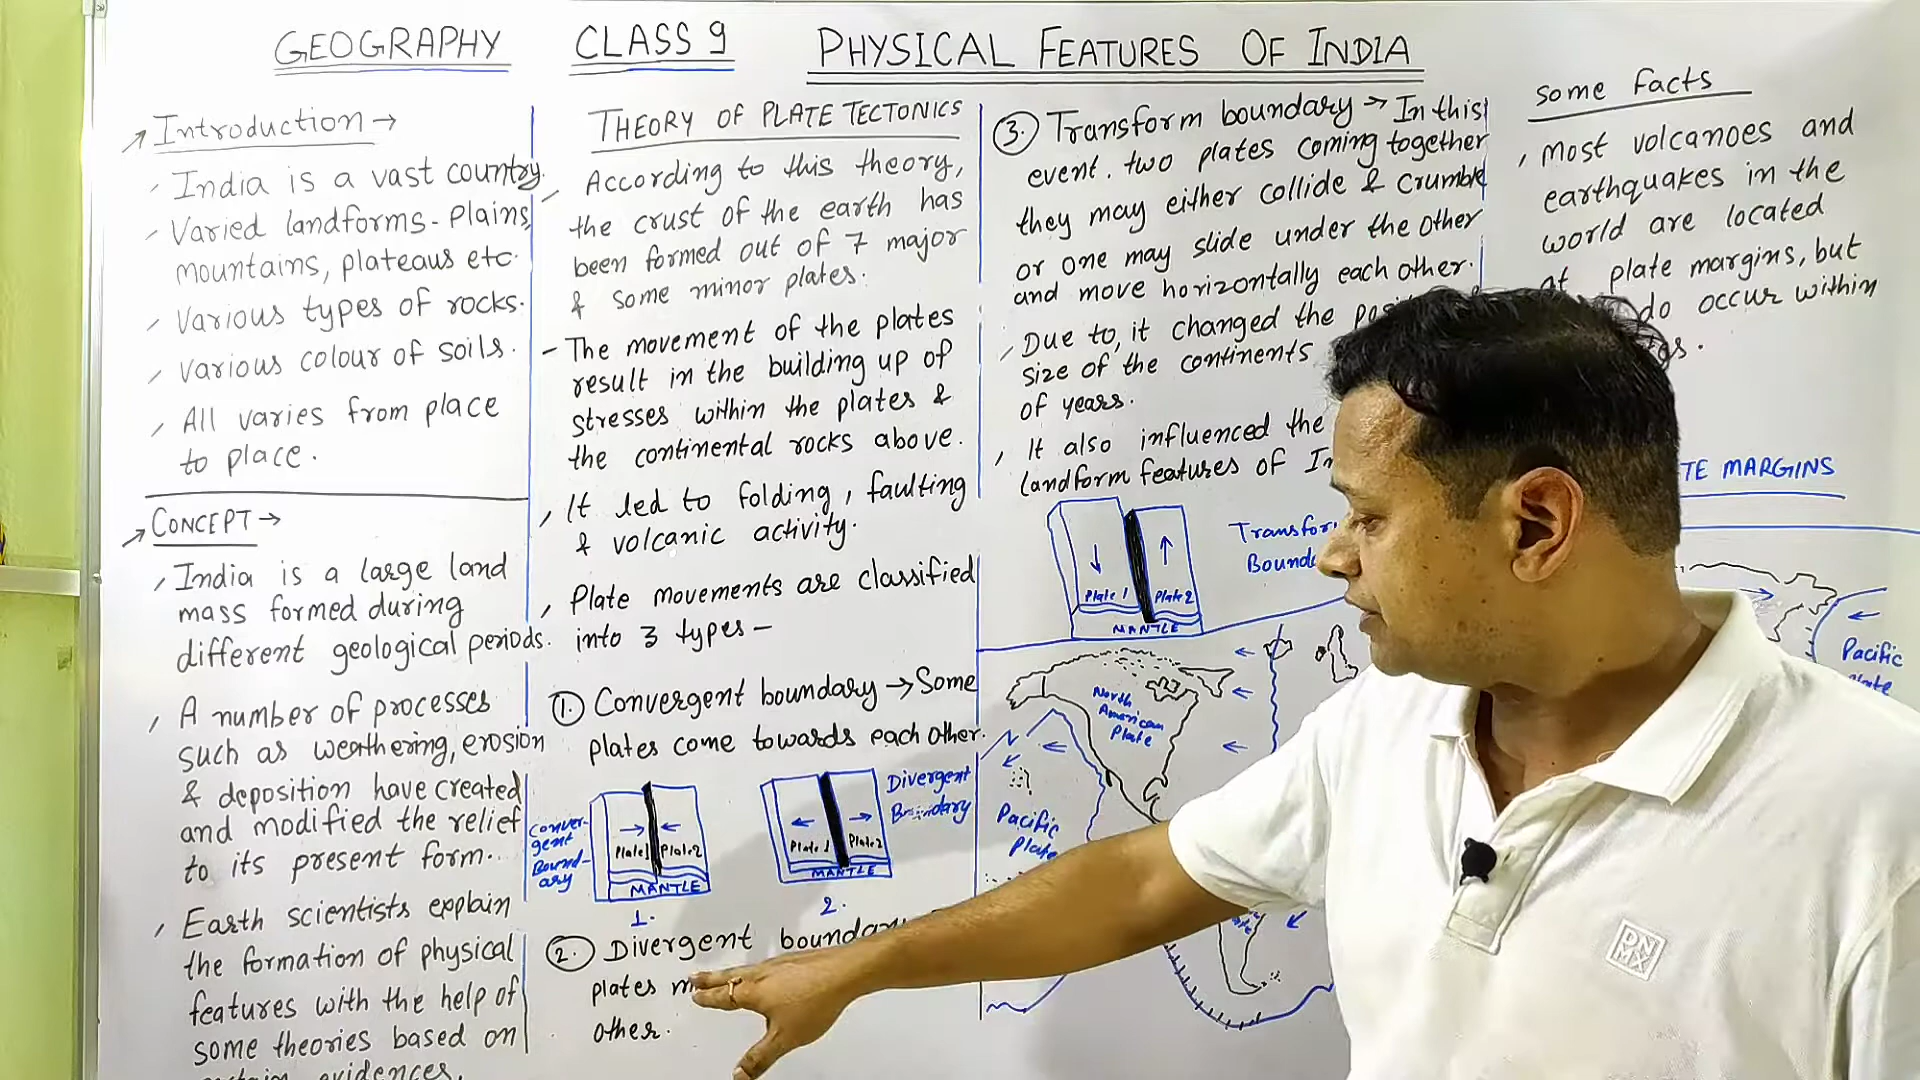 GEOGRAPHY CLASS 9 PHYSICAL FEATURES OF INDIA
Introduction →
India is a vast country.
Varied landforms - Plains,
mountains, plateaus etc.
Various types of rocks.
Various colour of soils.
All varies from place
to place.
CONCEPT →
India is a large land
mass formed during
different geological periods.
A number of processes
such as weathering, erosion
& deposition have created
and modified the relief
to its present form.
Earth scientists explain
the formation of physical
features with the help of
some theories based on
evidences.
THEORY OF PLATE TECTONICS
According to this theory,
the crust of the earth has
been formed out of 7 major
& some minor plates.
- The movement of the plates
result in the building up of
stresses within the plates &
the continental rocks above.
It led to folding, faulting
& volcanic activity.
Plate movements are classified
into 3 types -
1. Convergent boundary → Some
plates come towards each other.
Conver-
gent
Bound-
ary
Plate 1 Plate 2
MANTLE
1.
Plate 1 Plate 2
MANTLE
2.
Divergent
Boundary
2. Divergent boundary
plates
other.
3. Transform boundary → In this
event. two plates coming together
they may either collide & crumble
or one may slide under the other
and move horizontally each other.
Due to, it changed the
size of the continents
of years.
It also influenced the
landform features of
Plate 1 Plate 2
MANTLE
North
American
Plate
Pacific
Plate
Some facts
Most volcanoes and
earthquakes in the
world are located
at plate margins, but
do occur within
MARGINS
Pacific
DN
MX